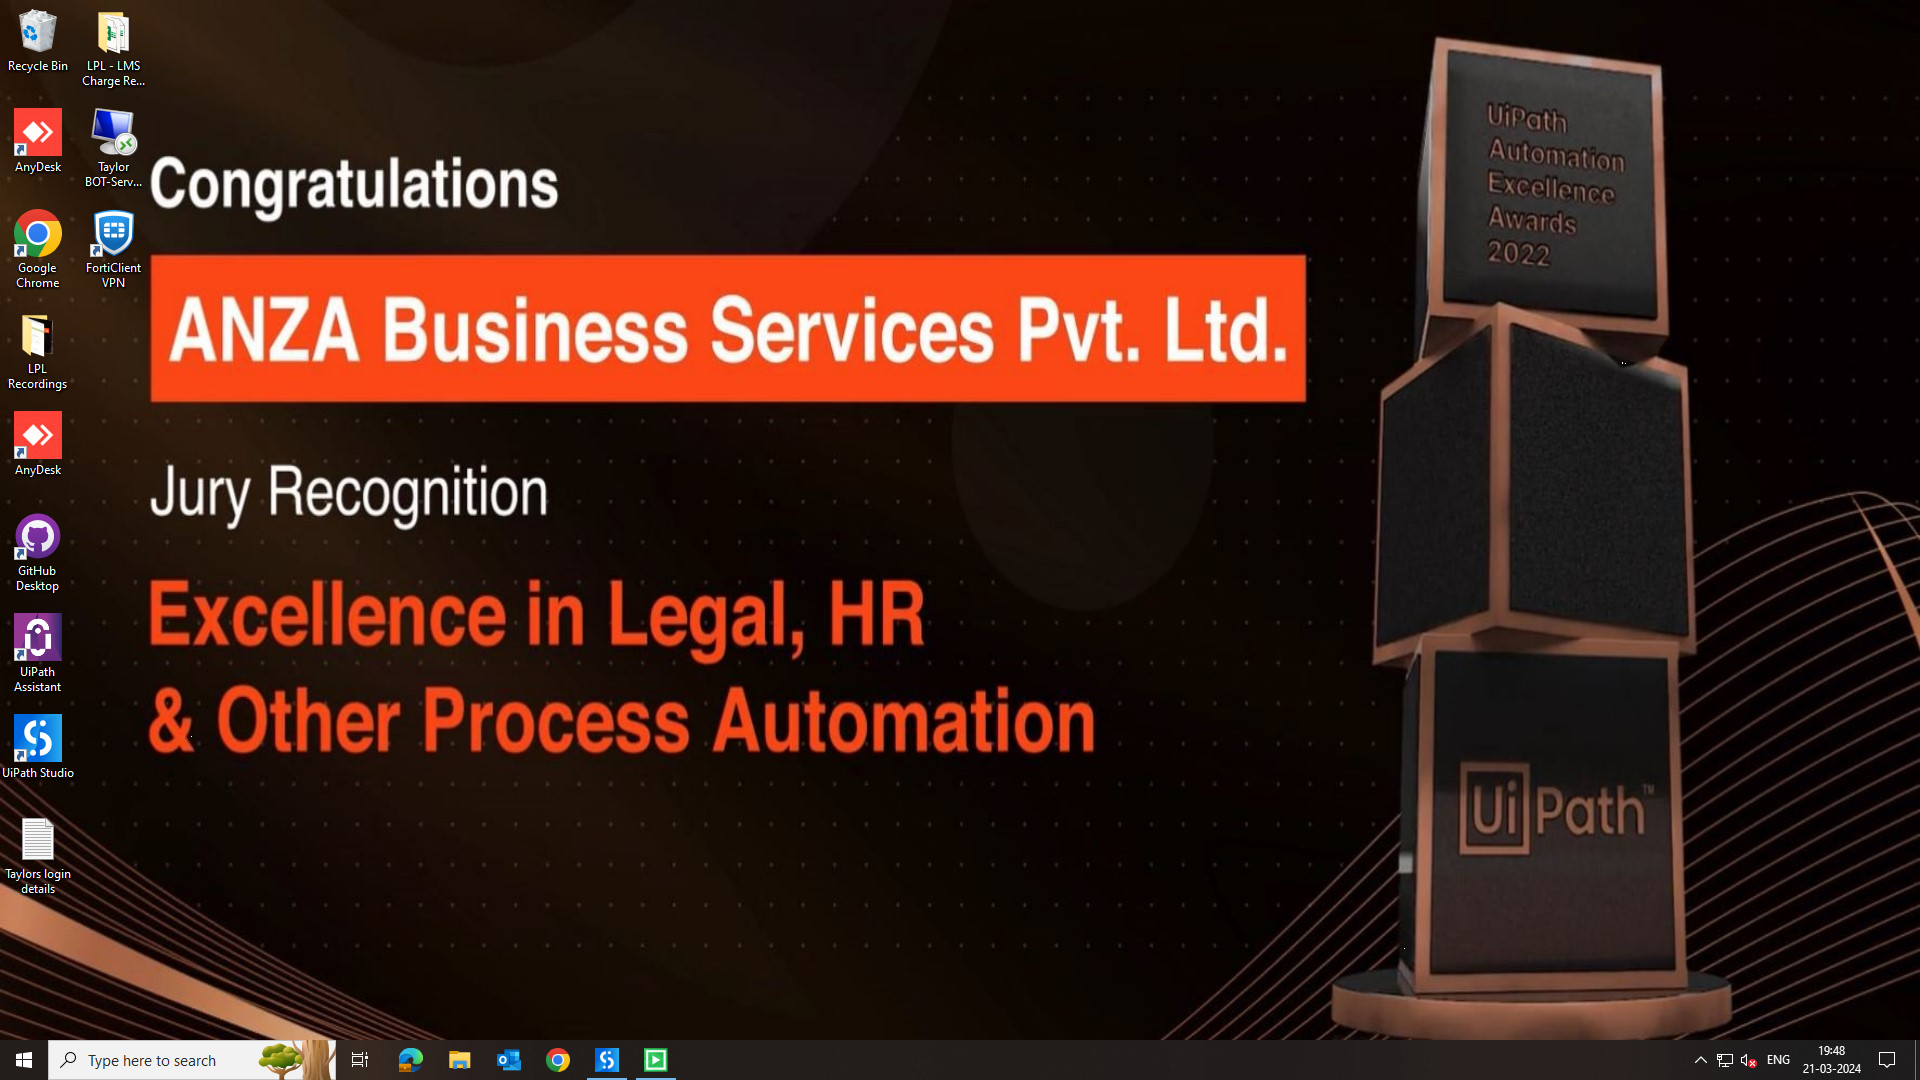 Recycle Bin
LPL - LMS
Charge Re...
AnyDesk
Taylor
BOT-Serv...
Google
Chrome
FortiClient
VPN
LPL
Recordings
AnyDesk
GitHub
Desktop
UiPath
Assistant
UiPath Studio
Taylors login
details
Congratulations
ANZA Business Services Pvt. Ltd.
Jury Recognition
Excellence in Legal, HR
& Other Process Automation
UiPath
Automation
Excellence
Awards
2022
UiPath™
Type here to search
ENG
19:48
21-03-2024